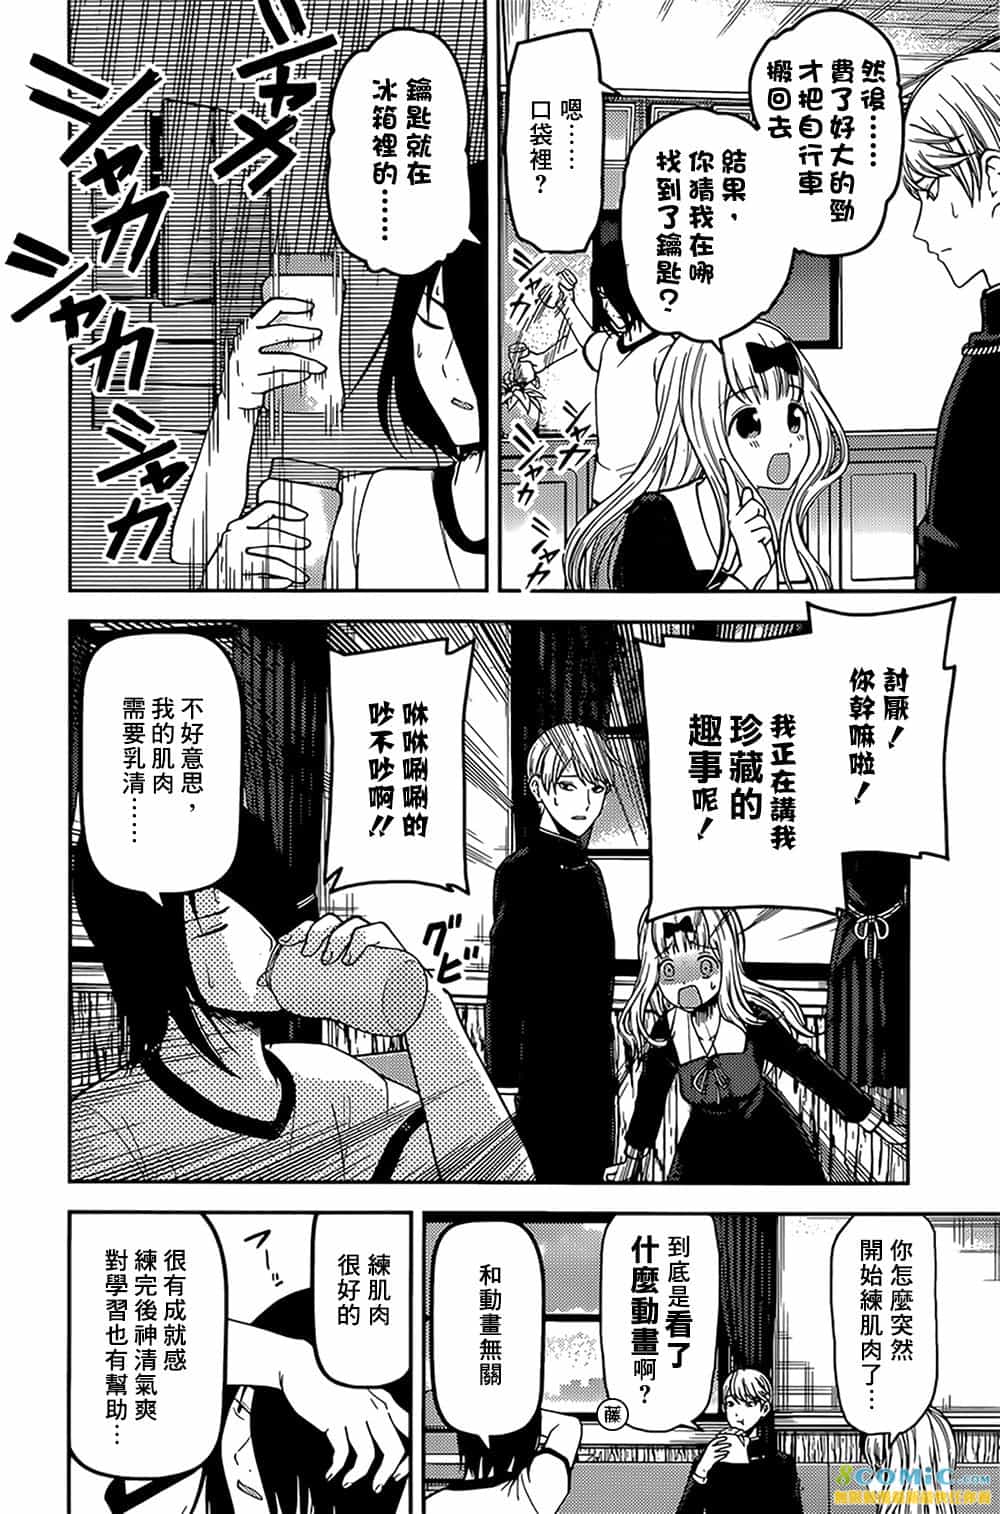 然後……
費了好大的勁
才把自行車
搬回去
結果，
你猜我在哪
找到了鑰匙？
嗯……
口袋裡？
シャカ
シャカ
鑰匙就在
冰箱裡的……
シャカ
シャカ
シャカ
シャカ
討厭！
你幹嘛啦！
我正在講我
珍藏的
趣事呢！
咻咻唰唰的
吵不吵啊！！
グビ
不好意思，
我的肌肉
需要乳清……
你怎麼突然
開始練肌肉了…
到底是看了
什麼動畫啊？
藤
和動畫無關
練肌肉
很好的
很有成就感
練完後神清氣爽
對學習也有幫助…
8COMIC.COM